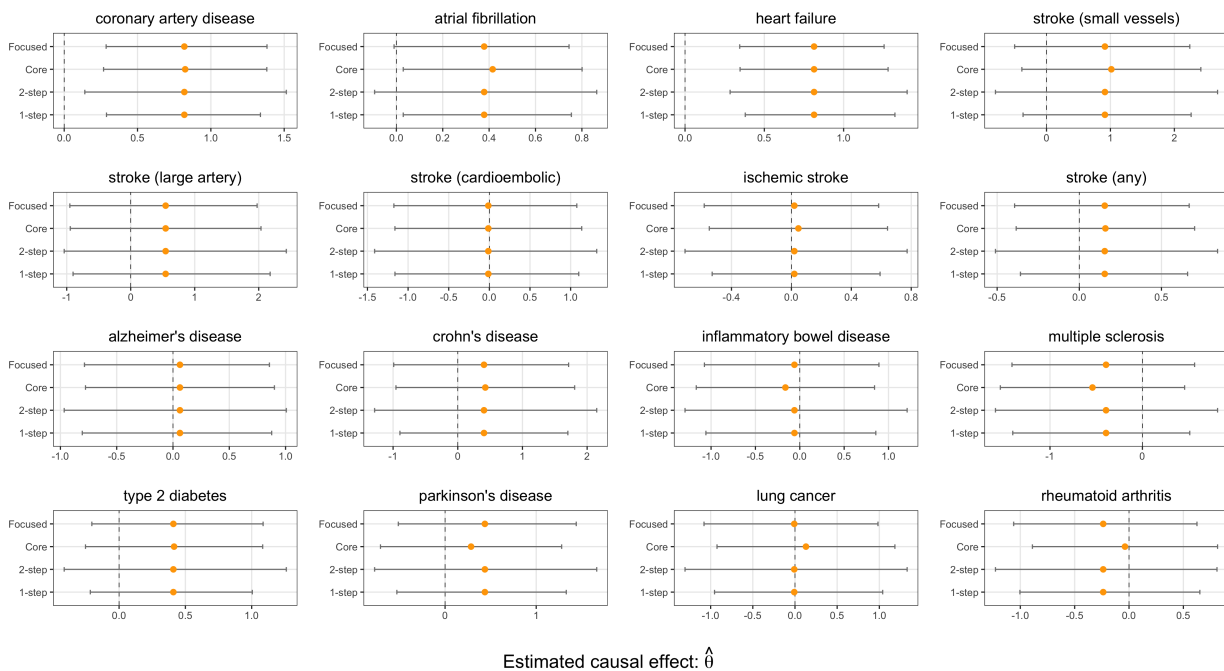 coronary artery disease
Focused
Core
2-step
1-step
0.0 0.5 1.0 1.5
atrial fibrillation
Focused
Core
2-step
1-step
0.0 0.2 0.4 0.6 0.8
heart failure
Focused
Core
2-step
1-step
0.0 0.5 1.0
stroke (small vessels)
Focused
Core
2-step
1-step
0 1 2
stroke (large artery)
Focused
Core
2-step
1-step
-1 0 1 2
stroke (cardioembolic)
Focused
Core
2-step
1-step
-1.5 -1.0 -0.5 0.0 0.5 1.0
ischemic stroke
Focused
Core
2-step
1-step
-0.4 0.0 0.4 0.8
stroke (any)
Focused
Core
2-step
1-step
-0.5 0.0 0.5
alzheimer's disease
Focused
Core
2-step
1-step
-1.0 -0.5 0.0 0.5 1.0
crohn's disease
Focused
Core
2-step
1-step
-1 0 1 2
inflammatory bowel disease
Focused
Core
2-step
1-step
-1.0 -0.5 0.0 0.5 1.0
multiple sclerosis
Focused
Core
2-step
1-step
-1 0
type 2 diabetes
Focused
Core
2-step
1-step
0.0 0.5 1.0
parkinson's disease
Focused
Core
2-step
1-step
0 1
lung cancer
Focused
Core
2-step
1-step
-1.0 -0.5 0.0 0.5 1.0
rheumatoid arthritis
Focused
Core
2-step
1-step
-1.0 -0.5 0.0 0.5
Estimated causal effect: θ̂